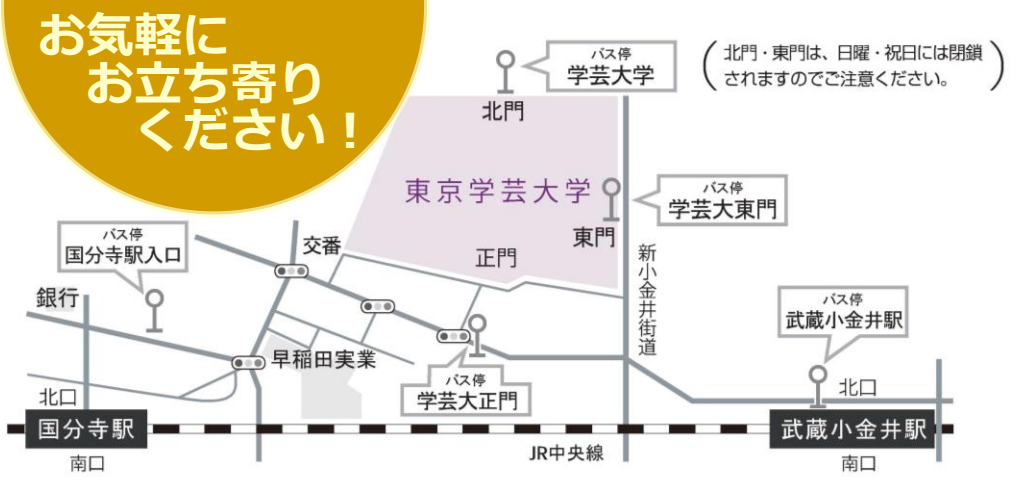 お気軽に
お立ち寄り
ください！
バス停
学芸大学
北門・東門は、日曜・祝日には閉鎖
されますのでご注意ください。
北門
東京学芸大学
バス停
学芸大東門
東門
正門
新小金井街道
バス停
国分寺駅入口
交番
銀行
早稲田実業
バス停
学芸大正門
バス停
武蔵小金井駅
北口
国分寺駅
南口
JR中央線
北口
武蔵小金井駅
南口